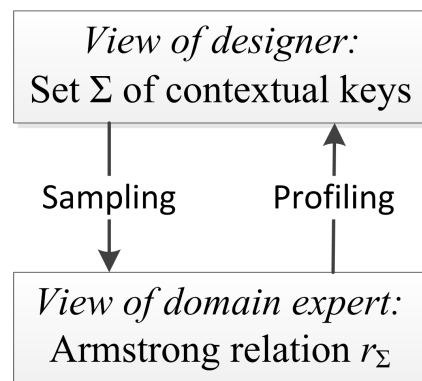 View of designer:
Set Σ of contextual keys
Sampling Profiling
View of domain expert:
Armstrong relation r_Σ